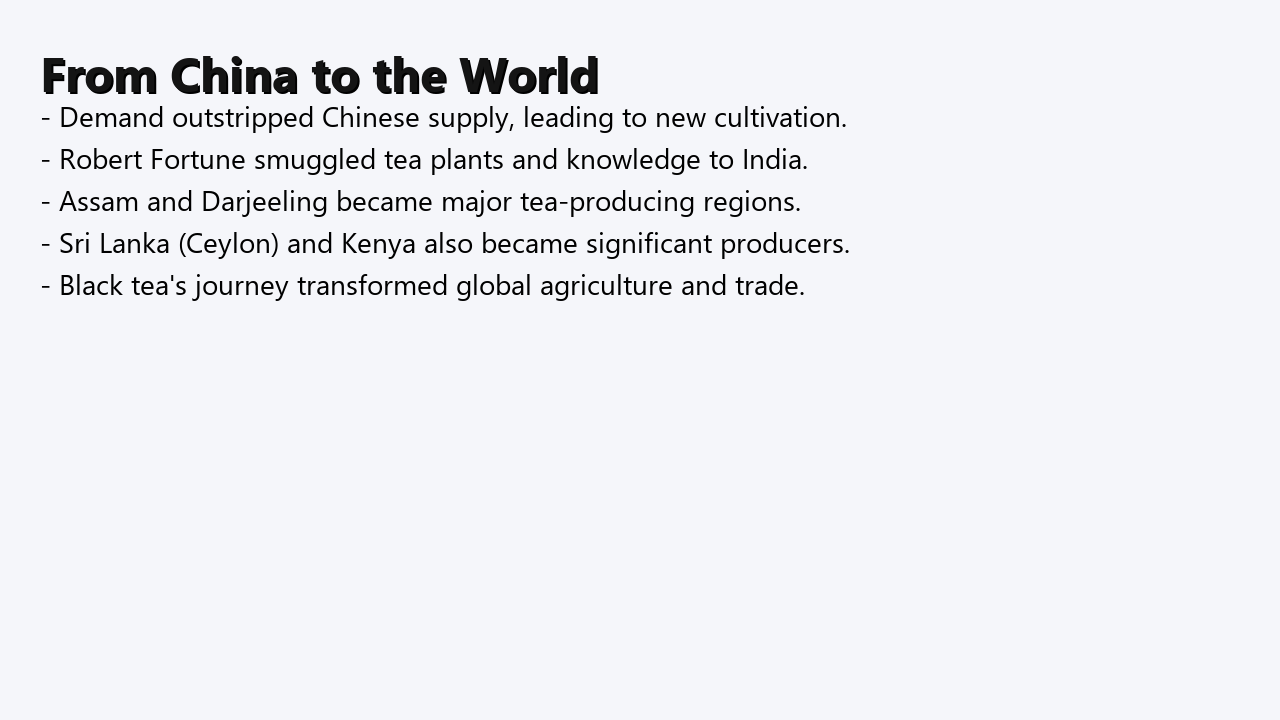 From China to the World
- Demand outstripped Chinese supply, leading to new cultivation.
- Robert Fortune smuggled tea plants and knowledge to India.
- Assam and Darjeeling became major tea-producing regions.
- Sri Lanka (Ceylon) and Kenya also became significant producers.
- Black tea's journey transformed global agriculture and trade.